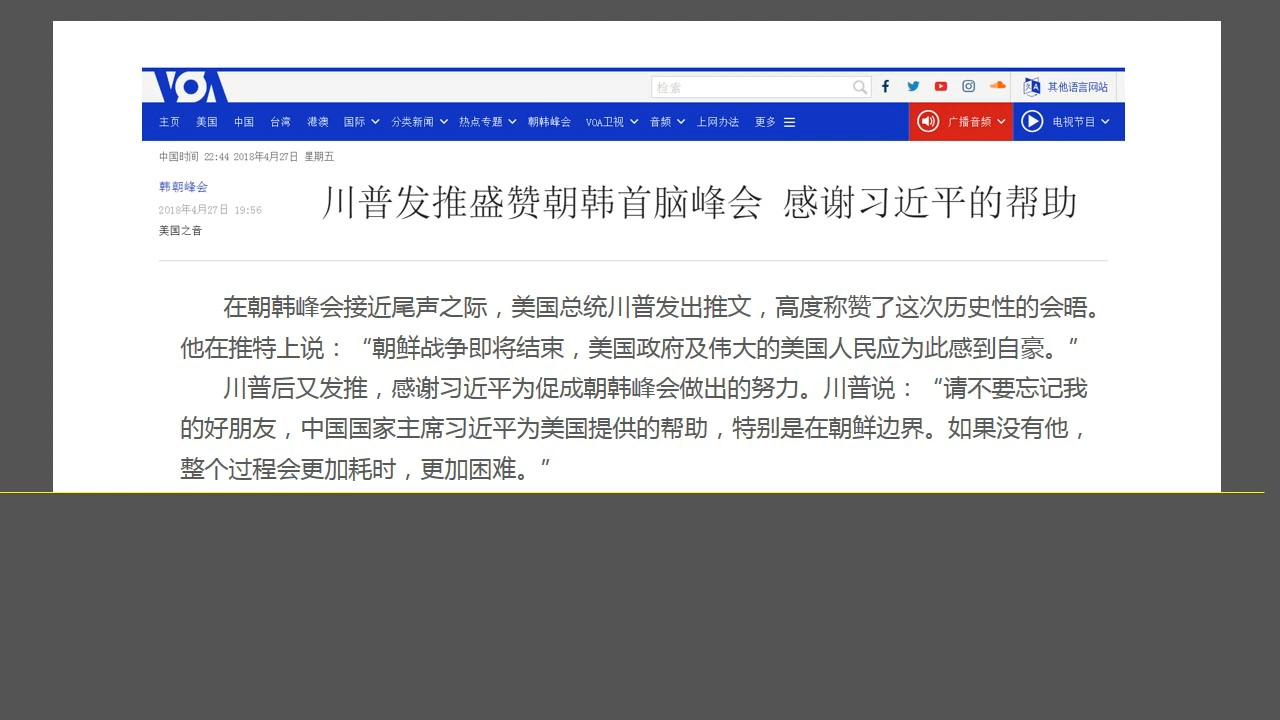 VOA
检索
其他语言网站
主页 美国 中国 台湾 港澳 国际 分类新闻 热点专题 朝韩峰会 VOA卫视 音频 上网办法 更多 广播音频 电视节目
中国时间 22:44 2018年4月27日 星期五
韩朝峰会
2018年4月27日 19:56
美国之音
川普发推盛赞朝韩首脑峰会 感谢习近平的帮助
在朝韩峰会接近尾声之际，美国总统川普发出推文，高度称赞了这次历史性的会晤。
他在推特上说：“朝鲜战争即将结束，美国政府及伟大的美国人民应为此感到自豪。”
川普后又发推，感谢习近平为促成朝韩峰会做出的努力。川普说：“请不要忘记我
的好朋友，中国国家主席习近平为美国提供的帮助，特别是在朝鲜边界。如果没有他，
整个过程会更加耗时，更加困难。”